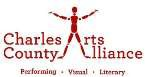 Charles Arts
County Alliance
Performing • Visual • Literary